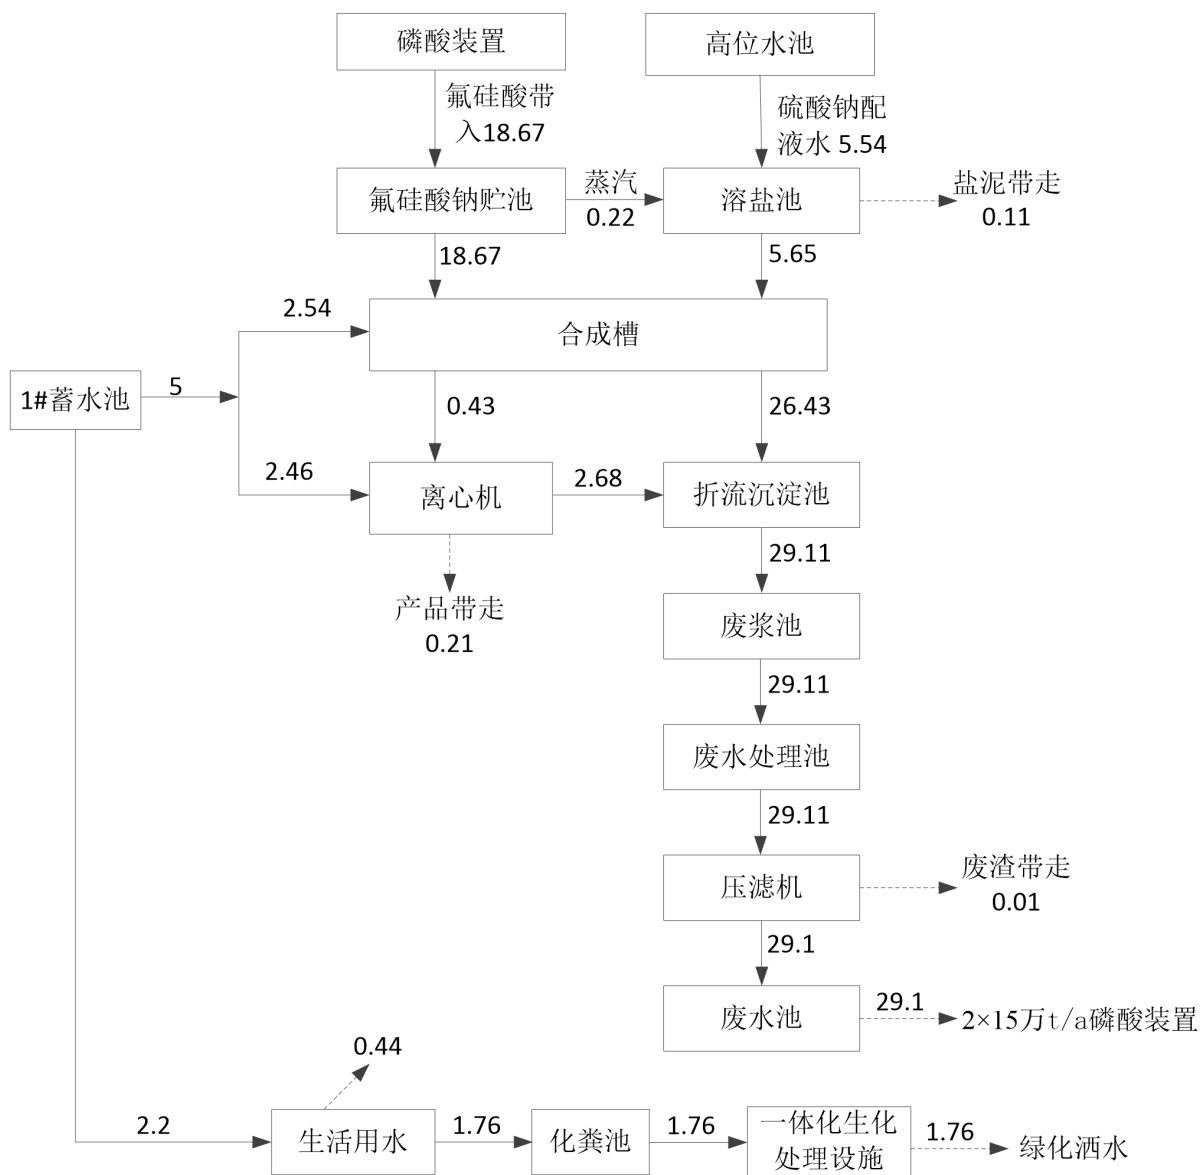 磷酸装置
高位水池
氟硅酸带
入18.67
硫酸钠配
液水 5.54
氟硅酸钠贮池
蒸汽
0.22
溶盐池
盐泥带走
0.11
18.67
5.65
2.54
合成槽
1#蓄水池
5
0.43
26.43
2.46
离心机
2.68
折流沉淀池
29.11
产品带走
0.21
废浆池
29.11
废水处理池
29.11
压滤机
废渣带走
0.01
29.1
废水池
29.1
2×15万t/a磷酸装置
0.44
2.2
生活用水
1.76
化粪池
1.76
一体化生化
处理设施
1.76
绿化洒水